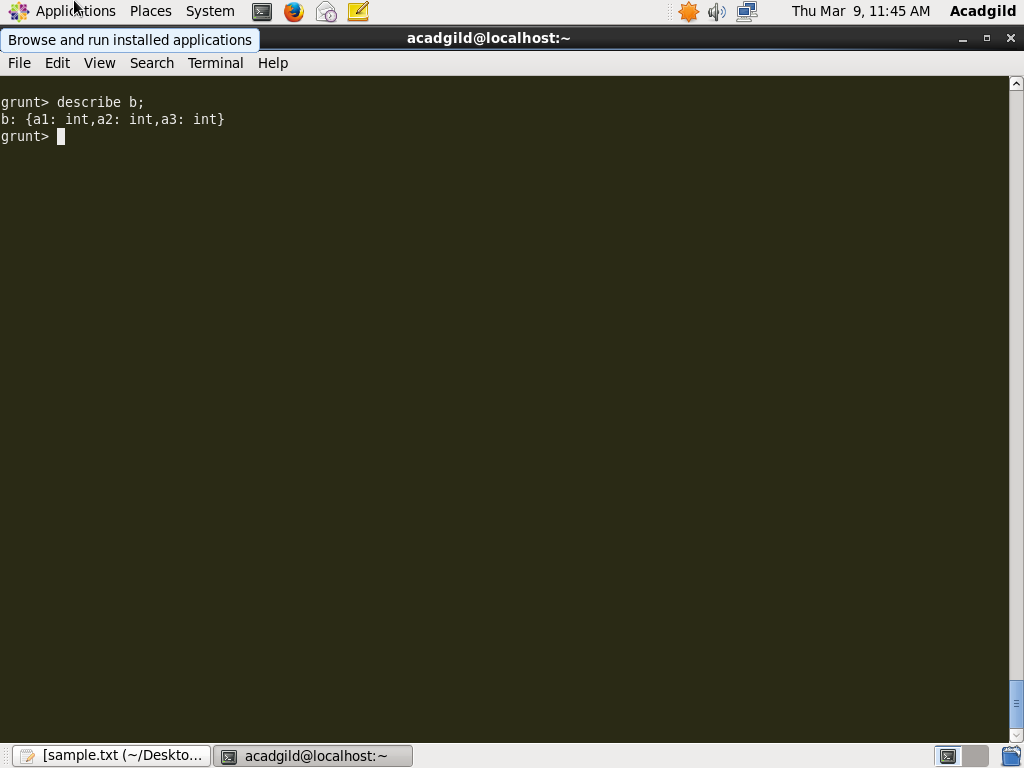 Applications Places System Thu Mar 9, 11:45 AM Acadgild
Browse and run installed applications
acadgild@localhost:~
File Edit View Search Terminal Help
grunt> describe b;
b: {a1: int,a2: int,a3: int}
grunt>
[sample.txt (~/Deskto... acadgild@localhost:~